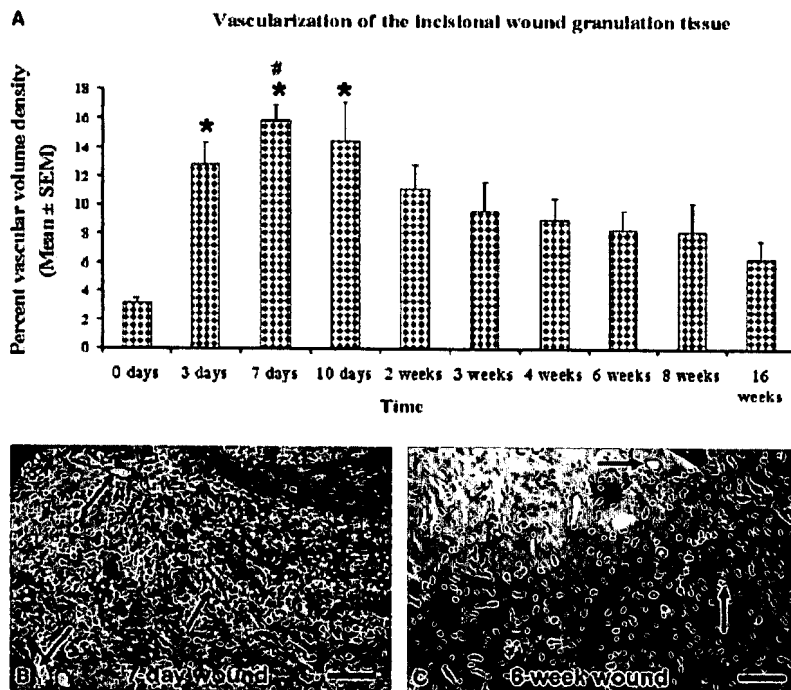 A
Vascularization of the incisional wound granulation tissue
Percent vascular volume density
(Mean ± SEM)
18
16
14
12
10
8
6
4
2
0
#
*
*
*
0 days 3 days 7 days 10 days 2 weeks 3 weeks 4 weeks 6 weeks 8 weeks 16 weeks
Time
B 7-day wound
C 6-week wound